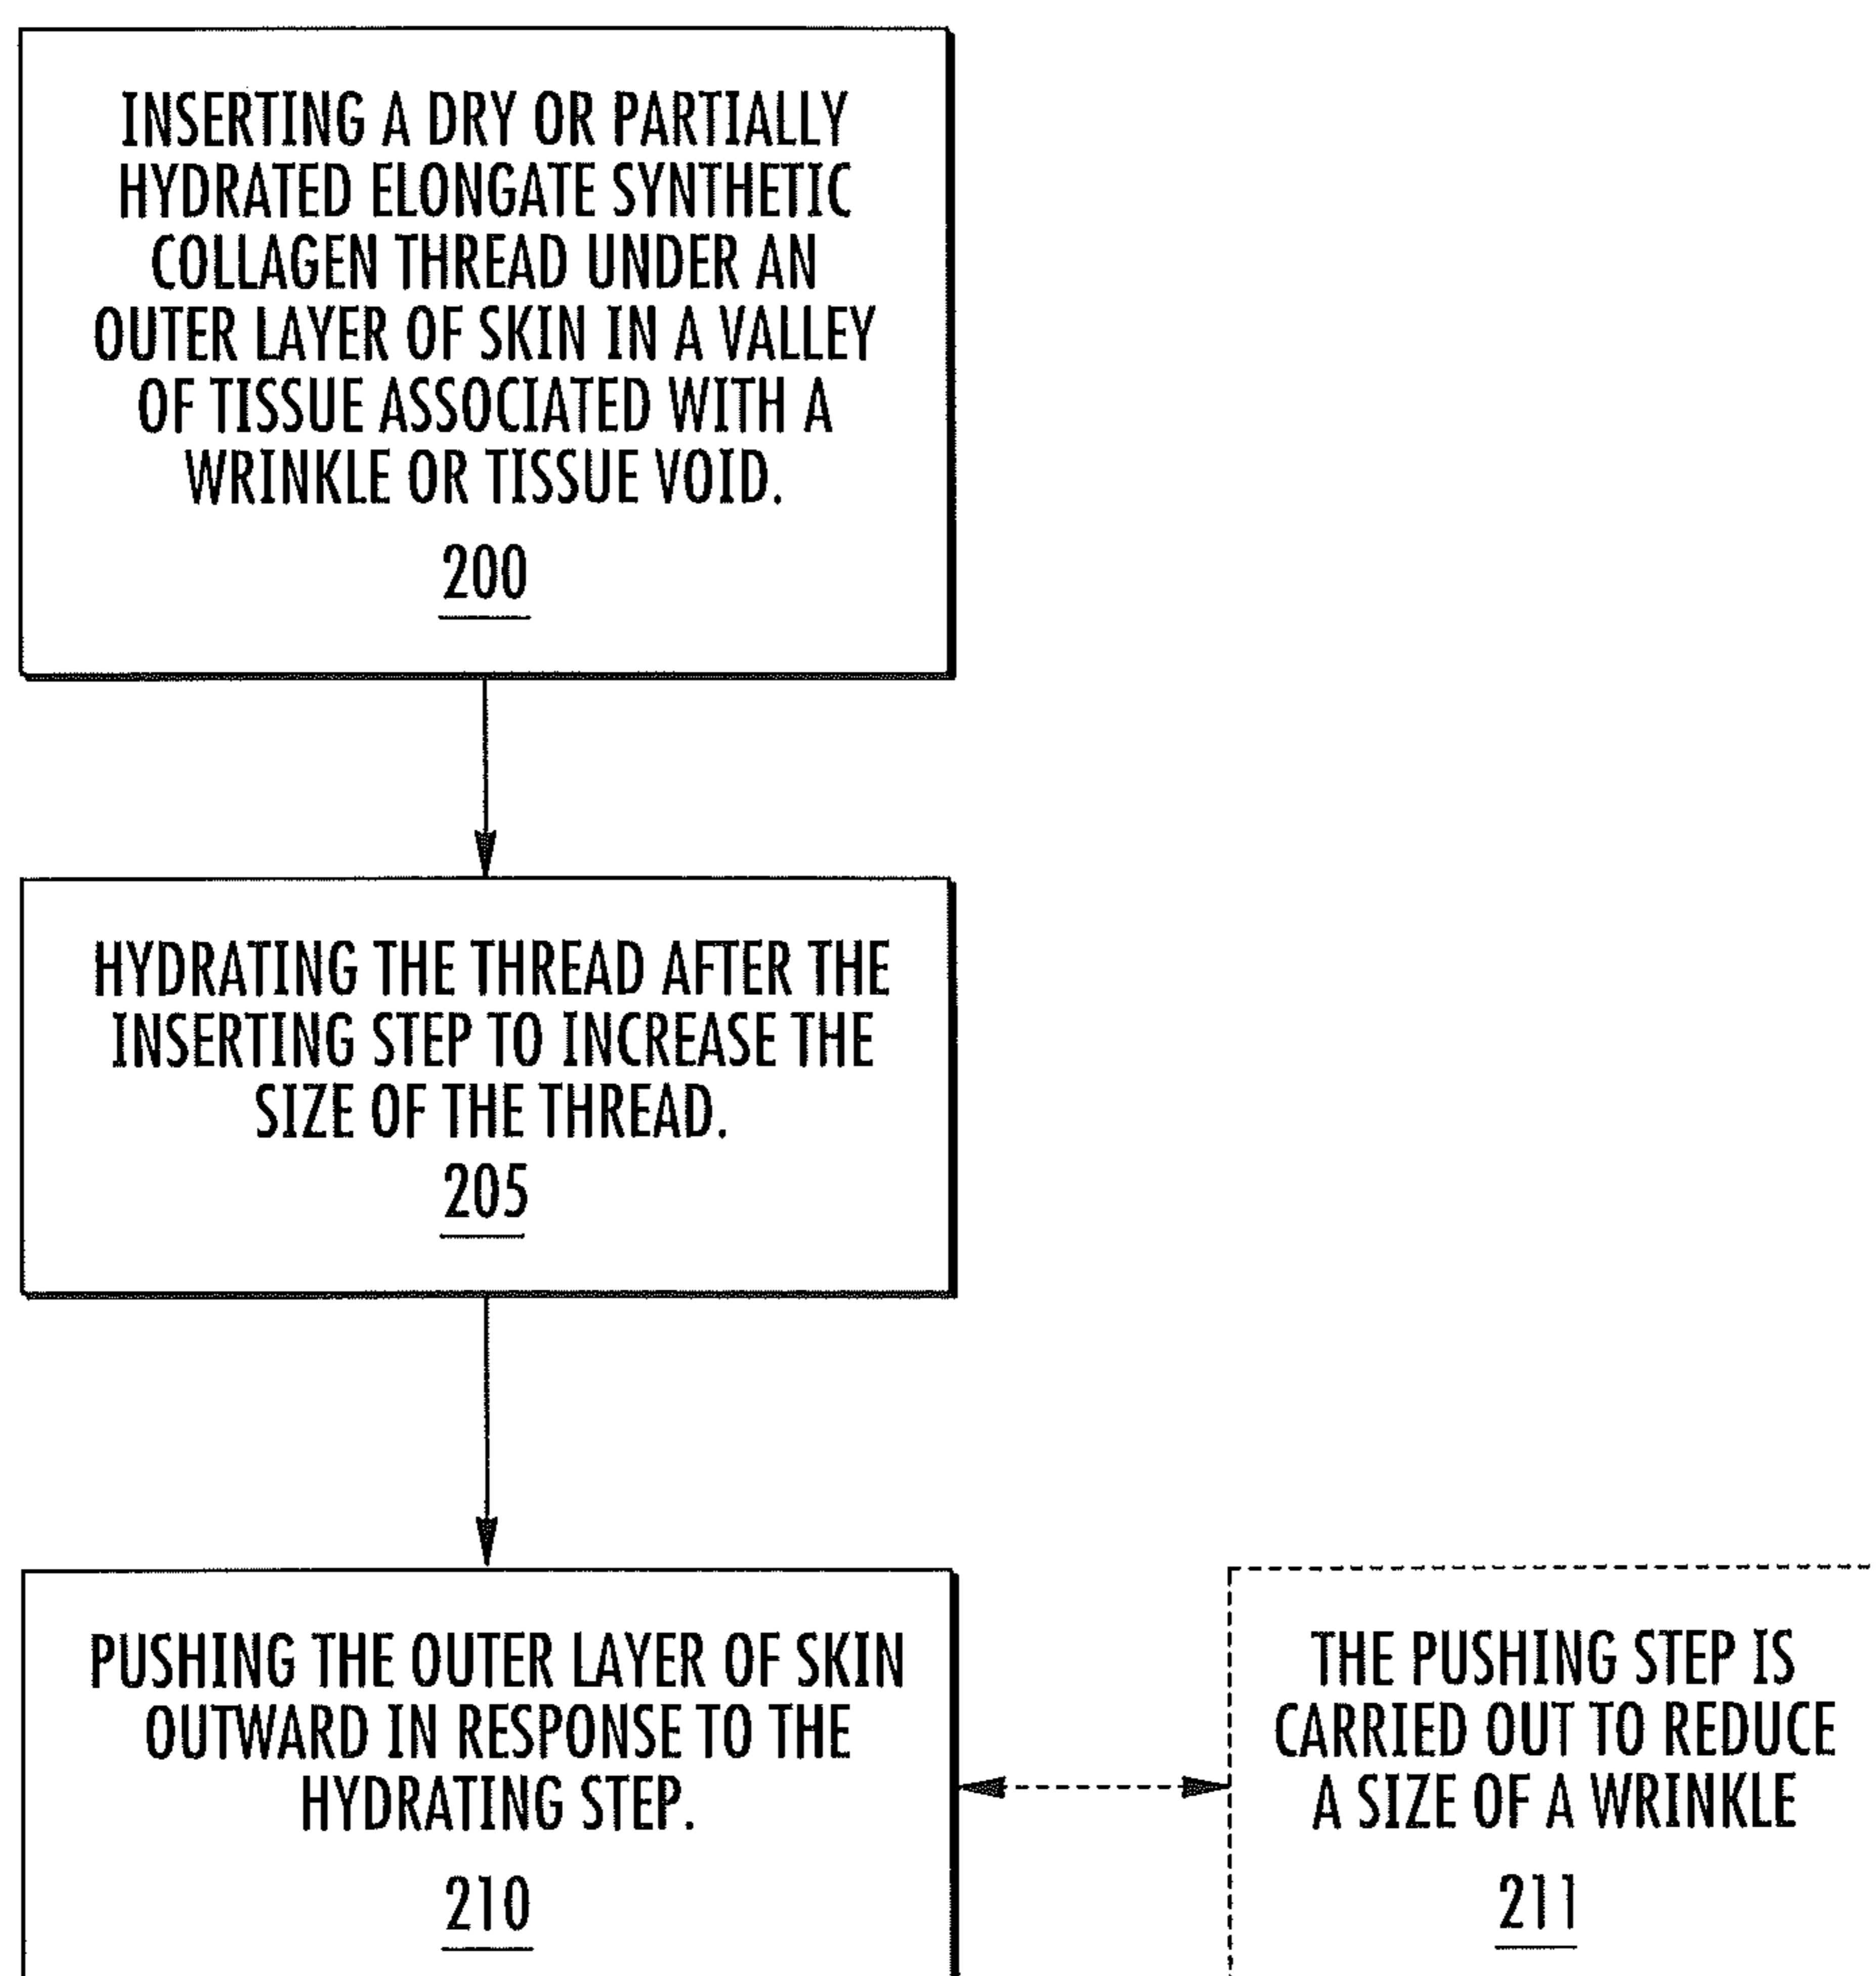 INSERTING A DRY OR PARTIALLY
HYDRATED ELONGATE SYNTHETIC
COLLAGEN THREAD UNDER AN
OUTER LAYER OF SKIN IN A VALLEY
OF TISSUE ASSOCIATED WITH A
WRINKLE OR TISSUE VOID.
200
HYDRATING THE THREAD AFTER THE
INSERTING STEP TO INCREASE THE
SIZE OF THE THREAD.
205
PUSHING THE OUTER LAYER OF SKIN
OUTWARD IN RESPONSE TO THE
HYDRATING STEP.
210
THE PUSHING STEP IS
CARRIED OUT TO REDUCE
A SIZE OF A WRINKLE
211